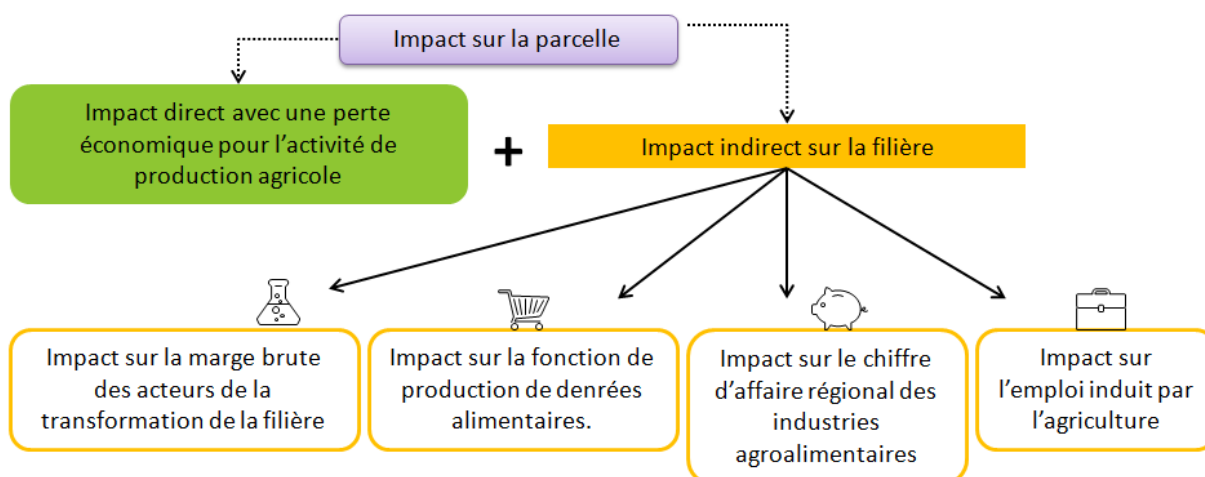 Impact sur la parcelle
Impact direct avec une perte
économique pour l'activité de
production agricole
+
Impact indirect sur la filière
Impact sur la marge brute
des acteurs de la
transformation de la filière
Impact sur la fonction de
production de denrées
alimentaires.
Impact sur le chiffre
d'affaire régional des
industries
agroalimentaires
Impact sur
l'emploi induit par
l'agriculture